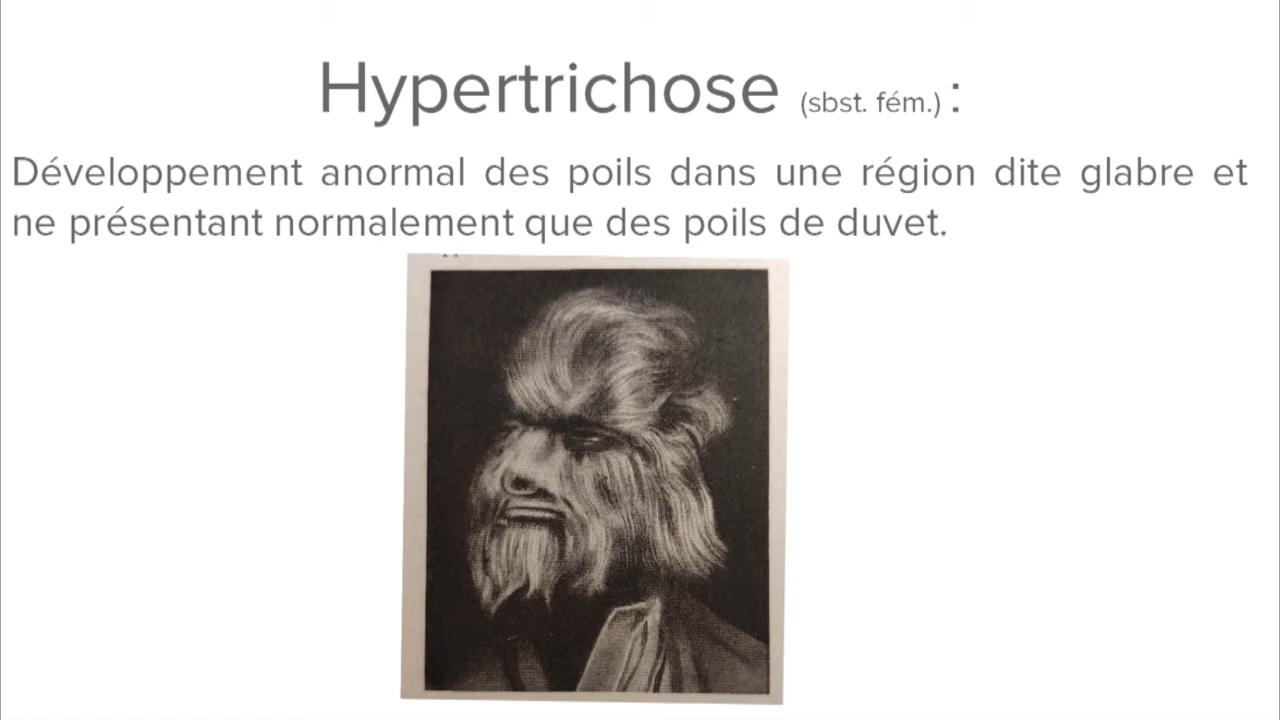 Hypertrichose (sbst. fém.) :
Développement anormal des poils dans une région dite glabre et
ne présentant normalement que des poils de duvet.